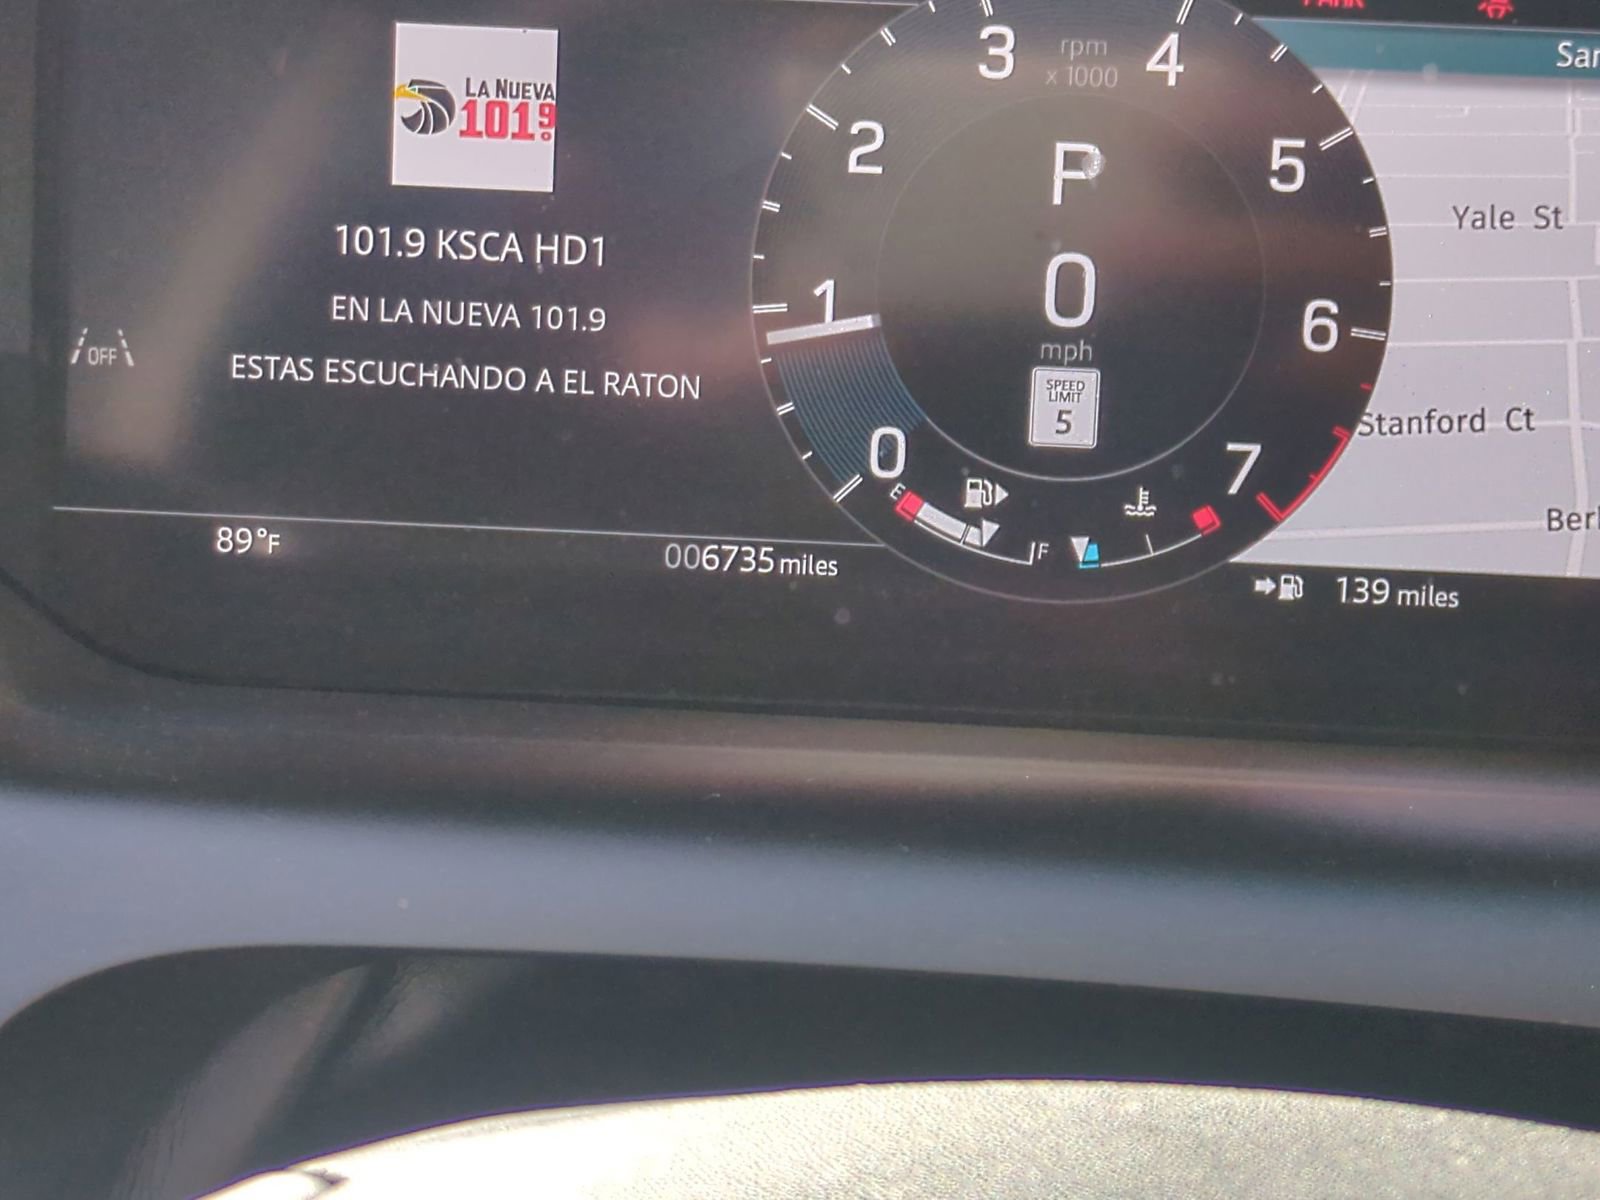 LA NUEVA
101.9
101.9 KSCA HD1
EN LA NUEVA 101.9
ESTAS ESCUCHANDO A EL RATON
OFF
89°F
006735 miles
3
rpm
x 1000
4
2
P
5
1
0
mph
6
SPEED
LIMIT
5
0
7
E
F
PARK
Yale St
Stanford Ct
139 miles